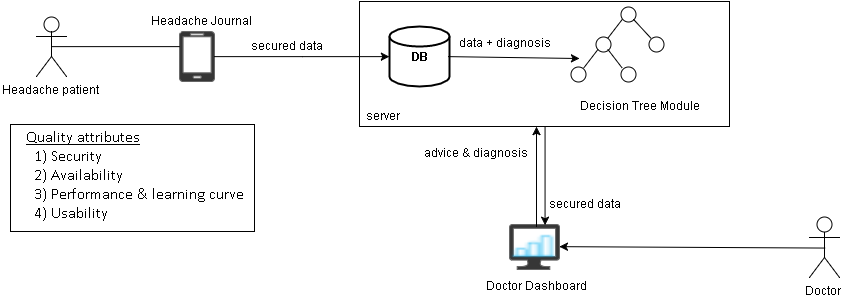 Headache Journal
secured data
DB
data + diagnosis
Headache patient
Decision Tree Module
server
Quality attributes
1) Security
2) Availability
3) Performance & learning curve
4) Usability
advice & diagnosis
secured data
Doctor Dashboard
Doctor